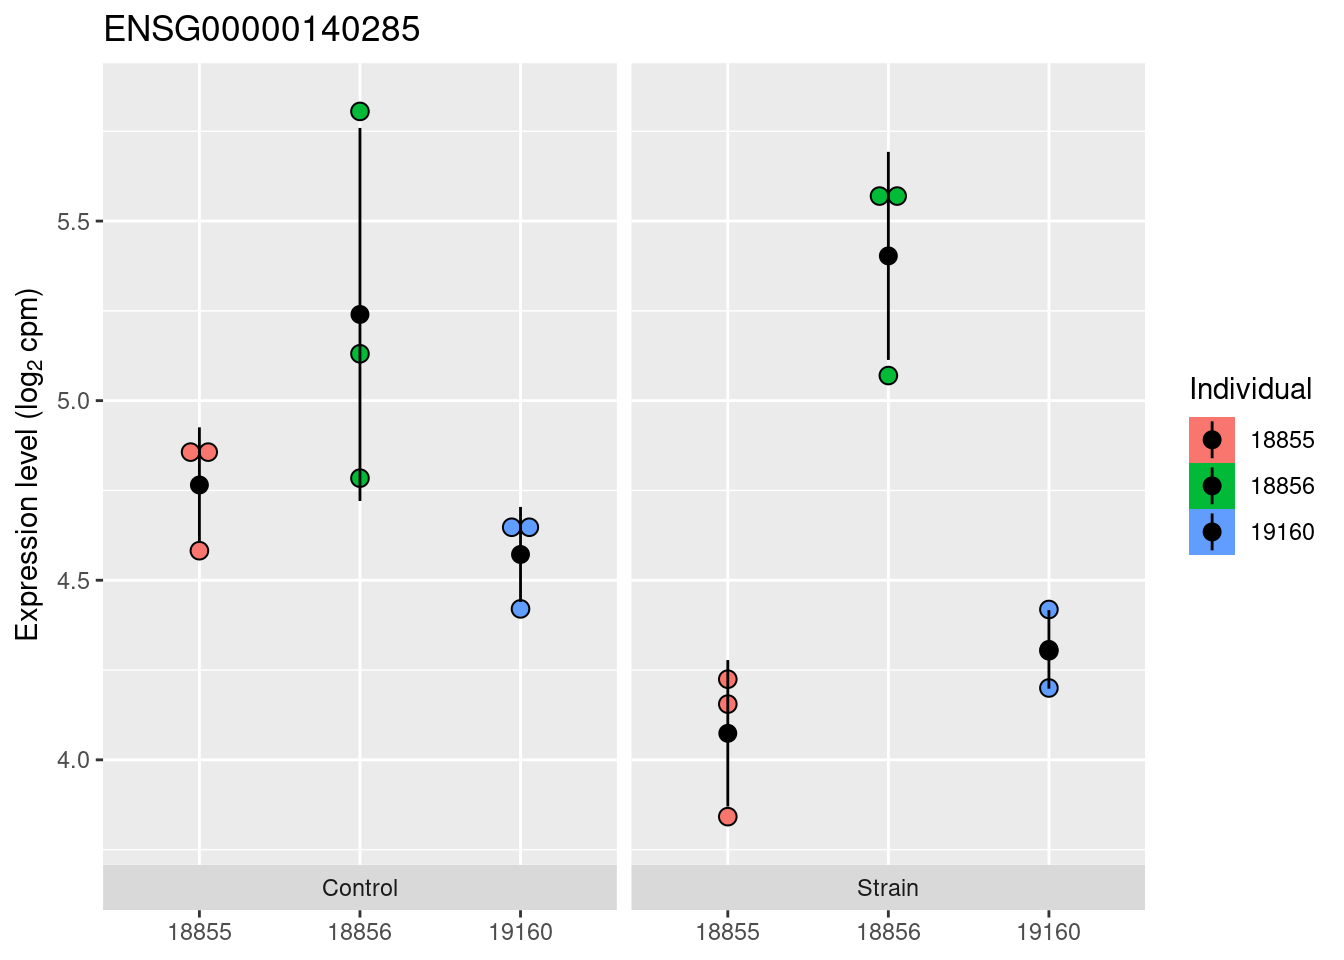 ENSG00000140285
Expression level (log₂ cpm)
5.5
5.0
4.5
4.0
Control
Strain
18855
18856
19160
18855
18856
19160
Individual
18855
18856
19160